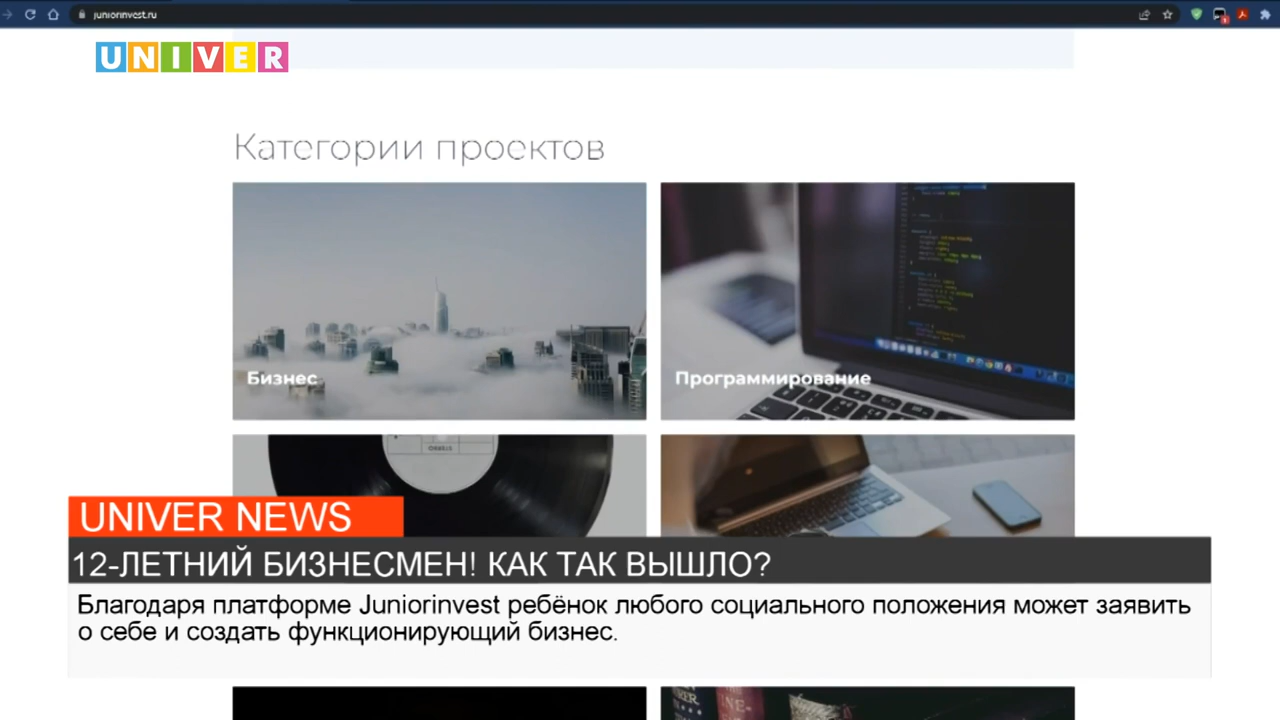 juniorinvest.ru
UNIVER
Категории проектов
Бизнес
Программирование
UNIVER NEWS
12-ЛЕТНИЙ БИЗНЕСМЕН! КАК ТАК ВЫШЛО?
Благодаря платформе Juniorinvest ребёнок любого социального положения может заявить
о себе и создать функционирующий бизнес.